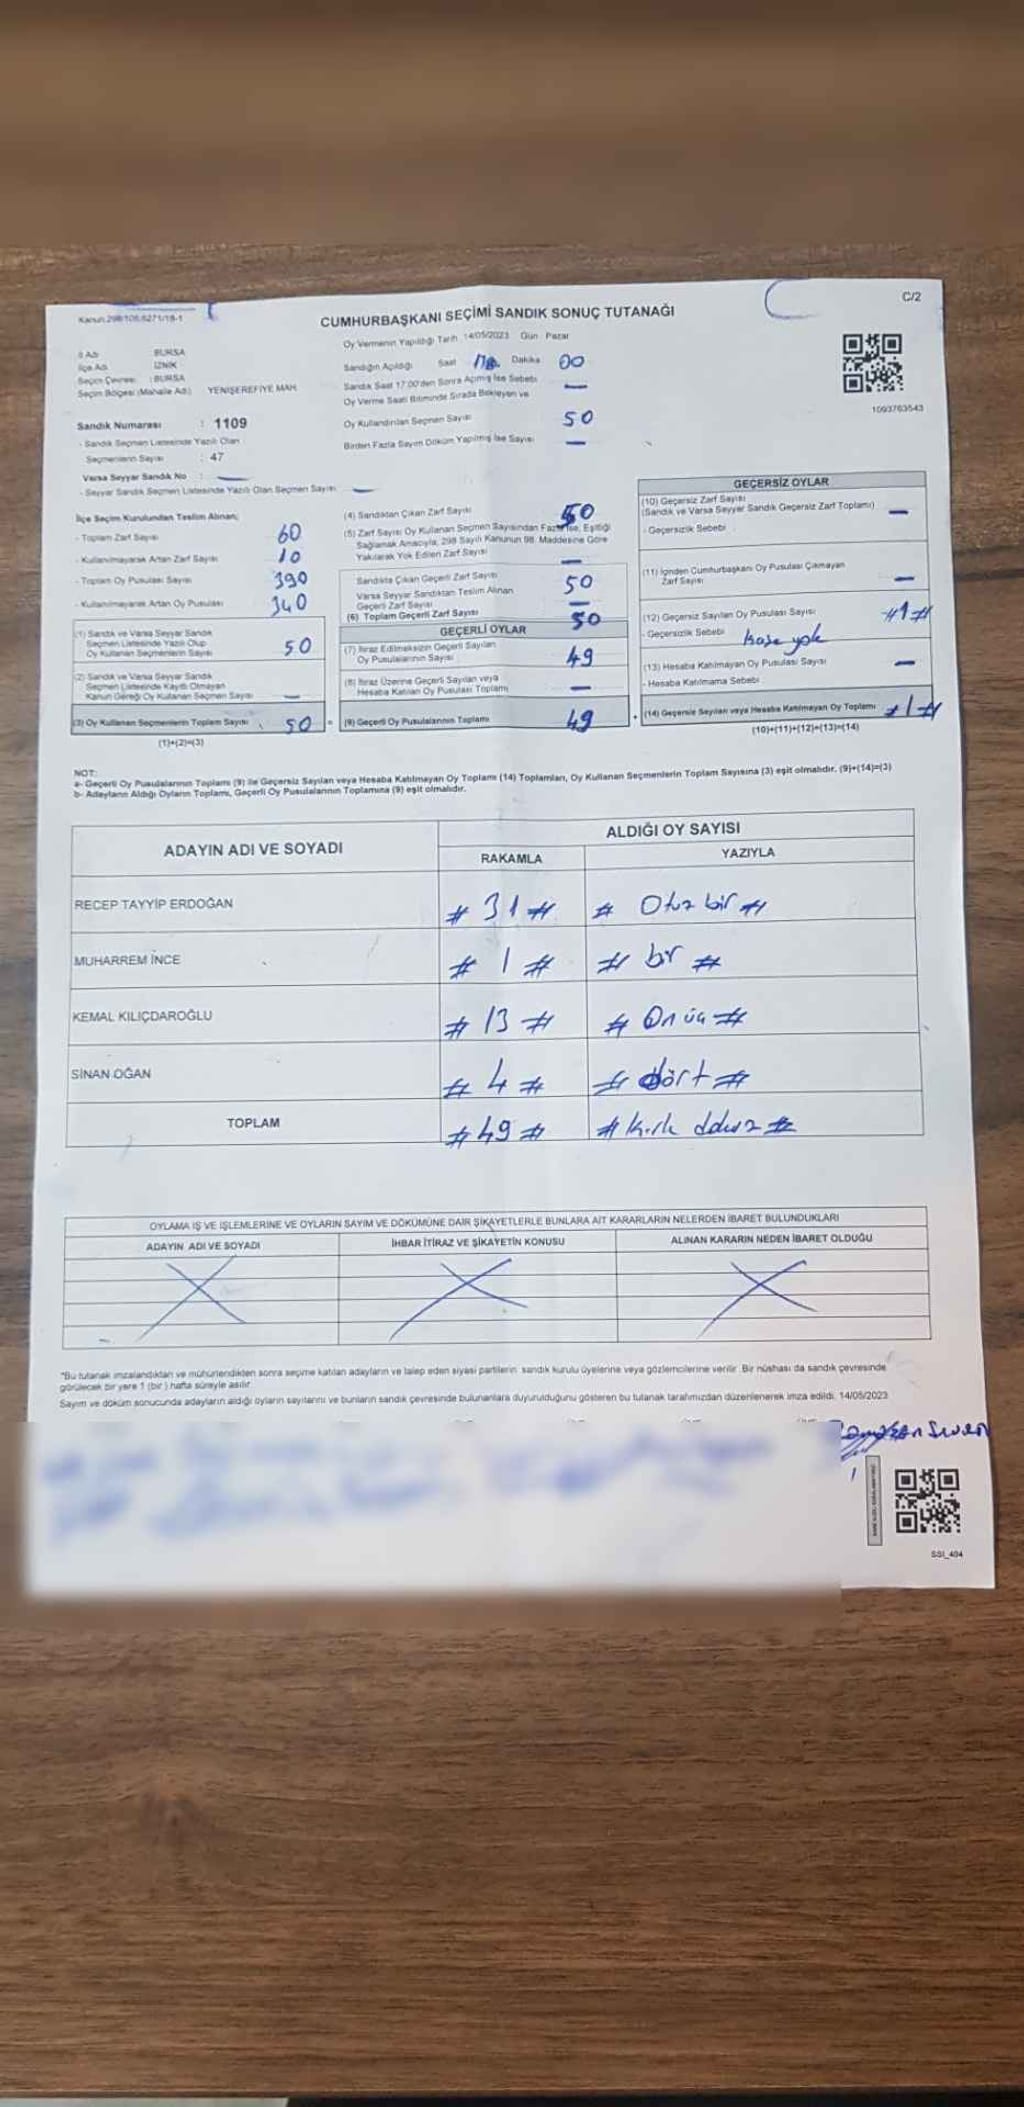 Kanun 298/105,6271/18-1
C/2
CUMHURBAŞKANI SEÇİMİ SANDIK SONUÇ TUTANAĞI
Oy Vermenin Yapıldığı Tarih 14/05/2023 Gün Pazar
İl Adı BURSA
İlçe Adı İZNİK
Seçim Çevresi : BURSA
Seçim Bölgesi (Mahalle Adı) YENİŞEREFİYE MAH.
Sandığın Açıldığı Saat Dakika 00
Sandık Saat 17:00'den Sonra Açılmış İse Sebebi —
Oy Verme Saati Bitiminde Sırada Bekleyen ve
Oy Kullandırılan Seçmen Sayısı 50
Birden Fazla Sayım Döküm Yapılmış İse Sayısı —
1093763543
Sandık Numarası : 1109
- Sandık Seçmen Listesinde Yazılı Olan
Seçmenlerin Sayısı : 47
Varsa Seyyar Sandık No : —
- Seyyar Sandık Seçmen Listesinde Yazılı Olan Seçmen Sayısı —
İlçe Seçim Kurulundan Teslim Alınan;
- Toplam Zarf Sayısı 60
- Kullanılmayarak Artan Zarf Sayısı 10
- Toplam Oy Pusulası Sayısı 390
- Kullanılmayarak Artan Oy Pusulası 340
(1) Sandık ve Varsa Seyyar Sandık
Seçmen Listesinde Yazılı Olup
Oy Kullanan Seçmenlerin Sayısı 50
(2) Sandık ve Varsa Seyyar Sandık
Seçmen Listesinde Kayıtlı Olmayan
Kanun Gereği Oy Kullanan Seçmen Sayısı —
(3) Oy Kullanan Seçmenlerin Toplam Sayısı 50 =
(1)+(2)=(3)
(4) Sandıktan Çıkan Zarf Sayısı 50
(5) Zarf Sayısı Oy Kullanan Seçmen Sayısından Fazla İse, Eşitliği
Sağlamak Amacıyla, 298 Sayılı Kanunun 98. Maddesine Göre
Yakılarak Yok Edilen Zarf Sayısı —
Sandıkta Çıkan Geçerli Zarf Sayısı 50
Varsa Seyyar Sandıktan Teslim Alınan
Geçerli Zarf Sayısı —
(6) Toplam Geçerli Zarf Sayısı 50
GEÇERLİ OYLAR
(7) İtiraz Edilmeksizin Geçerli Sayılan
Oy Pusulalarının Sayısı 49
(8) İtiraz Üzerine Geçerli Sayılan veya
Hesaba Katılan Oy Pusulası Toplamı —
(9) Geçerli Oy Pusulalarının Toplamı 49 +
GEÇERSİZ OYLAR
(10) Geçersiz Zarf Sayısı
(Sandık ve Varsa Seyyar Sandık Geçersiz Zarf Toplamı) —
- Geçersizlik Sebebi
(11) İçinden Cumhurbaşkanı Oy Pusulası Çıkmayan
Zarf Sayısı —
(12) Geçersiz Sayılan Oy Pusulası Sayısı #1#
- Geçersizlik Sebebi kaşe yok
(13) Hesaba Katılmayan Oy Pusulası Sayısı —
- Hesaba Katılmama Sebebi
(14) Geçersiz Sayılan veya Hesaba Katılmayan Oy Toplamı #1#
(10)+(11)+(12)+(13)=(14)
NOT:
a- Geçerli Oy Pusulalarının Toplamı (9) ile Geçersiz Sayılan veya Hesaba Katılmayan Oy Toplamı (14) Toplamları, Oy Kullanan Seçmenlerin Toplam Sayısına (3) eşit olmalıdır. (9)+(14)=(3)
b- Adayların Aldığı Oyların Toplamı, Geçerli Oy Pusulalarının Toplamına (9) eşit olmalıdır.
ADAYIN ADI VE SOYADI ALDIĞI OY SAYISI
RAKAMLA YAZIYLA
RECEP TAYYİP ERDOĞAN # 31 # # Otuz bir #
MUHARREM İNCE # 1 # # bir #
KEMAL KILIÇDAROĞLU # 13 # # On üç #
SİNAN OĞAN # 4 # # dört #
TOPLAM # 49 # # kırk dokuz #
OYLAMA İŞ VE İŞLEMLERİNE VE OYLARIN SAYIM VE DÖKÜMÜNE DAİR ŞİKAYETLERLE BUNLARA AİT KARARLARIN NELERDEN İBARET BULUNDUKLARI
ADAYIN ADI VE SOYADI İHBAR İTİRAZ VE ŞİKAYETİN KONUSU ALINAN KARARIN NEDEN İBARET OLDUĞU
*Bu tutanak imzalandıktan ve mühürlendikten sonra seçime katılan adayların ve talep eden siyasi partilerin sandık kurulu üyelerine veya gözlemcilerine verilir. Bir nüshası da sandık çevresinde
görülecek bir yere 1 (bir) hafta süreyle asılır.
Sayım ve döküm sonucunda adayların aldığı oyların sayılarını ve bunların sandık çevresinde bulunanlara duyurulduğunu gösteren bu tutanak tarafımızdan düzenlenerek imza edildi. 14/05/2023
SSI_404